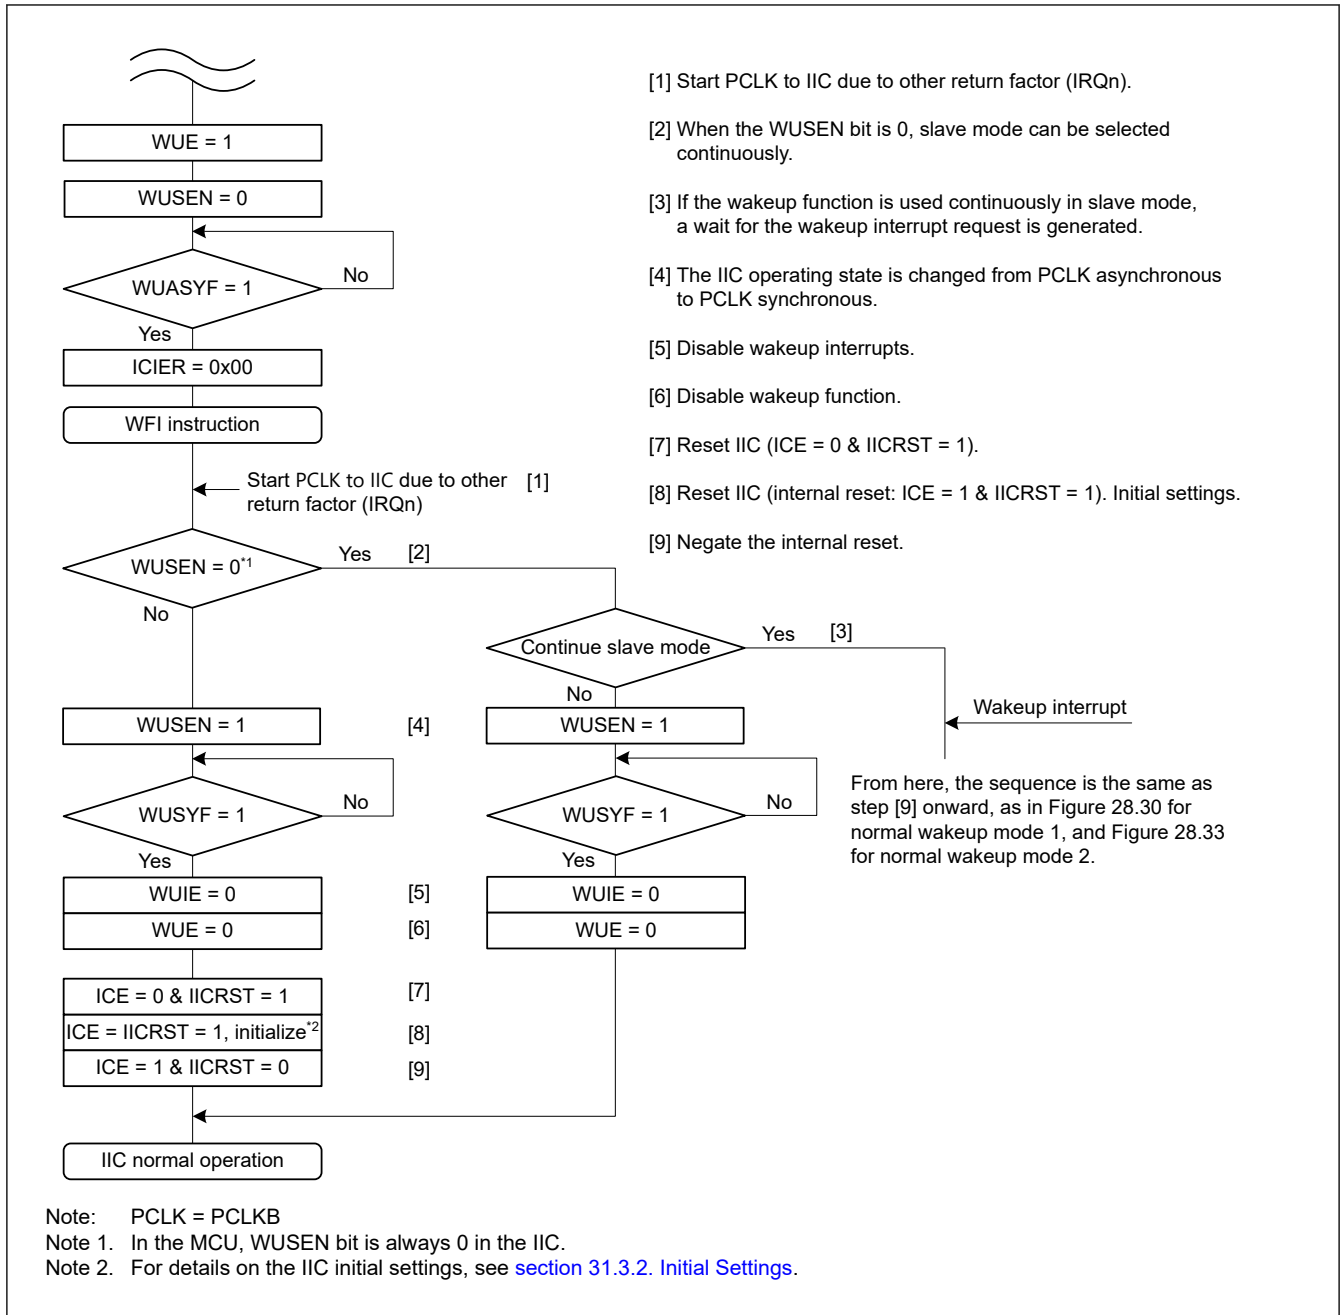 WUE = 1
WUSEN = 0
WUASYF = 1
No
Yes
ICIER = 0x00
WFI instruction
Start PCLK to IIC due to other [1]
return factor (IRQn)
WUSEN = 0*1
Yes [2]
No
Continue slave mode
Yes [3]
No
Wakeup interrupt
WUSEN = 1
[4]
WUSEN = 1
WUSYF = 1
No
Yes
WUSYF = 1
No
Yes
From here, the sequence is the same as
step [9] onward, as in Figure 28.30 for
normal wakeup mode 1, and Figure 28.33
for normal wakeup mode 2.
WUIE = 0
[5]
WUIE = 0
WUE = 0
[6]
WUE = 0
ICE = 0 & IICRST = 1
[7]
ICE = IICRST = 1, initialize*2
[8]
ICE = 1 & IICRST = 0
[9]
IIC normal operation
[1] Start PCLK to IIC due to other return factor (IRQn).
[2] When the WUSEN bit is 0, slave mode can be selected
continuously.
[3] If the wakeup function is used continuously in slave mode,
a wait for the wakeup interrupt request is generated.
[4] The IIC operating state is changed from PCLK asynchronous
to PCLK synchronous.
[5] Disable wakeup interrupts.
[6] Disable wakeup function.
[7] Reset IIC (ICE = 0 & IICRST = 1).
[8] Reset IIC (internal reset: ICE = 1 & IICRST = 1). Initial settings.
[9] Negate the internal reset.
Note: PCLK = PCLKB
Note 1. In the MCU, WUSEN bit is always 0 in the IIC.
Note 2. For details on the IIC initial settings, see section 31.3.2. Initial Settings.